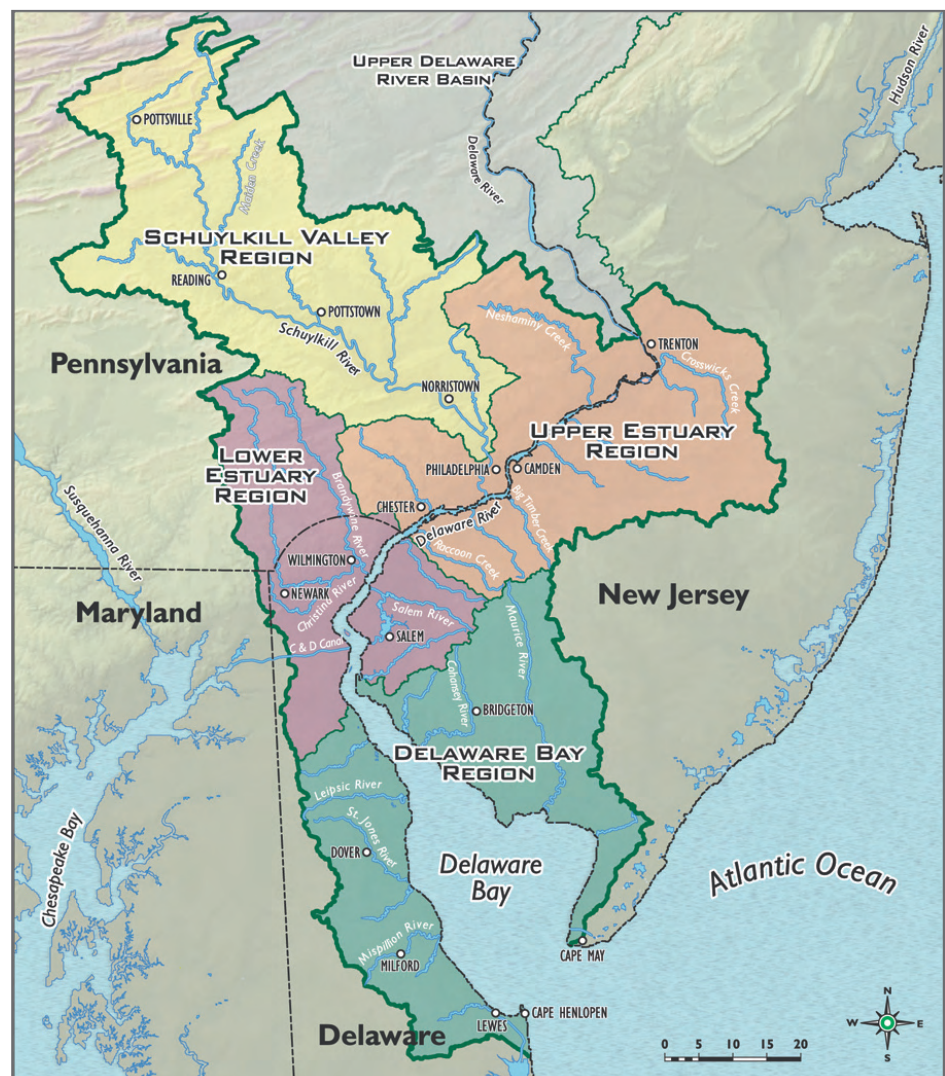 UPPER DELAWARE
RIVER BASIN
Hudson River
POTTSVILLE
Delaware River
Maiden Creek
SCHUYLKILL VALLEY
REGION
READING
POTTSTOWN
Schuylkill River
Neshaminy Creek
TRENTON
Crosswicks Creek
Pennsylvania
NORRISTOWN
UPPER ESTUARY
REGION
LOWER
ESTUARY
REGION
PHILADELPHIA
CAMDEN
Brandywine River
Big Timber Creek
CHESTER
Delaware River
Susquehanna River
Raccoon Creek
WILMINGTON
NEWARK
Christina River
New Jersey
Maryland
Salem River
SALEM
Maurice River
C & D Canal
Cohansey River
BRIDGETON
DELAWARE BAY
REGION
Leipsic River
St. Jones River
DOVER
Delaware
Bay
Atlantic Ocean
Chesapeake Bay
Mispillion River
MILFORD
CAPE MAY
LEWES
CAPE HENLOPEN
Delaware
N
W
E
S
0 5 10 15 20